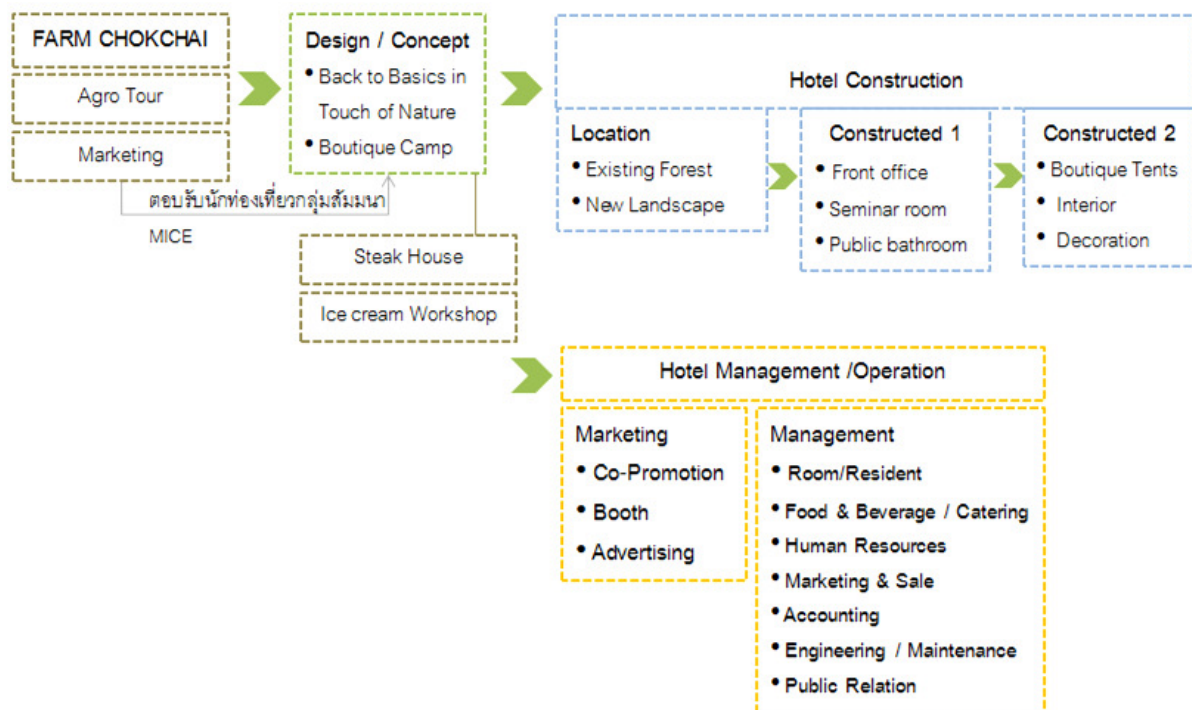 FARM CHOKCHAI
Agro Tour
Marketing
ตอบรับนักท่องเที่ยวกลุ่มสัมมนา
MICE
Design / Concept
• Back to Basics in
Touch of Nature
• Boutique Camp
Steak House
Ice cream Workshop
Hotel Construction
Location
• Existing Forest
• New Landscape
Constructed 1
• Front office
• Seminar room
• Public bathroom
Constructed 2
• Boutique Tents
• Interior
• Decoration
Hotel Management /Operation
Marketing
• Co-Promotion
• Booth
• Advertising
Management
• Room/Resident
• Food & Beverage / Catering
• Human Resources
• Marketing & Sale
• Accounting
• Engineering / Maintenance
• Public Relation